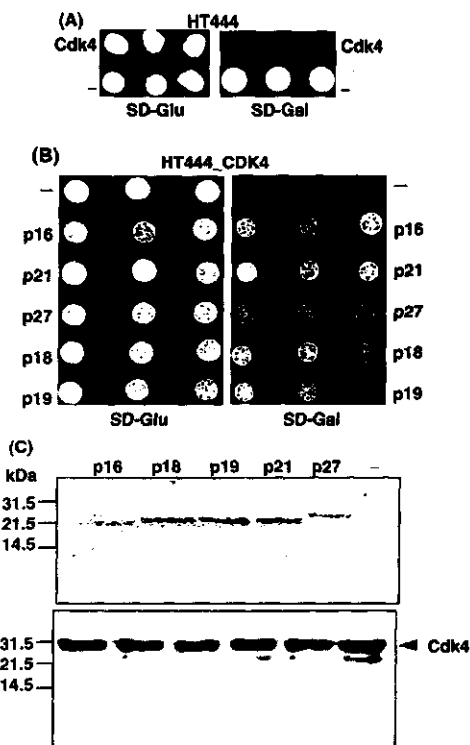 (A)
HT444
Cdk4
Cdk4
–
–
SD-Glu
SD-Gal
(B)
HT444_CDK4
–
–
p16
p16
p21
p21
p27
p27
p18
p18
p19
p19
SD-Glu
SD-Gal
(C)
p16 p18 p19 p21 p27 –
kDa
31.5
21.5
14.5
31.5
Cdk4
21.5
14.5